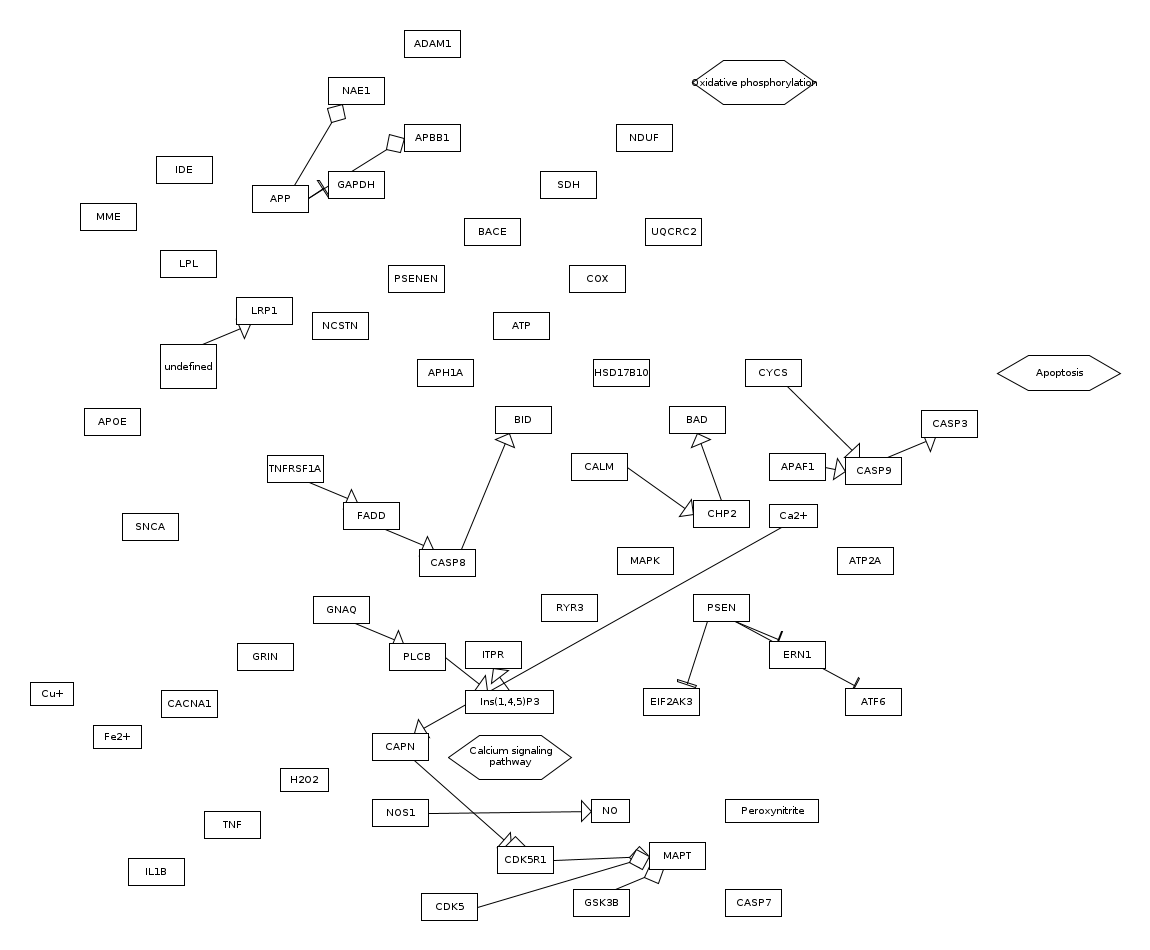 ADAM1
Oxidative phosphorylation
NAE1
APBB1
NDUF
IDE
GAPDH
SDH
APP
MME
BACE
UQCRC2
LPL
PSENEN
COX
LRP1
NCSTN
ATP
undefined
APH1A
HSD17B10
CYCS
Apoptosis
APOE
BID
BAD
CASP3
TNFRSF1A
CALM
APAF1
CASP9
FADD
CHP2
Ca2+
SNCA
CASP8
MAPK
ATP2A
GNAQ
RYR3
PSEN
GRIN
PLCB
ITPR
ERN1
Cu+
CACNA1
Ins(1,4,5)P3
EIF2AK3
ATF6
Fe2+
CAPN
Calcium signaling
pathway
H2O2
TNF
NOS1
NO
Peroxynitrite
IL1B
CDK5R1
MAPT
CDK5
GSK3B
CASP7